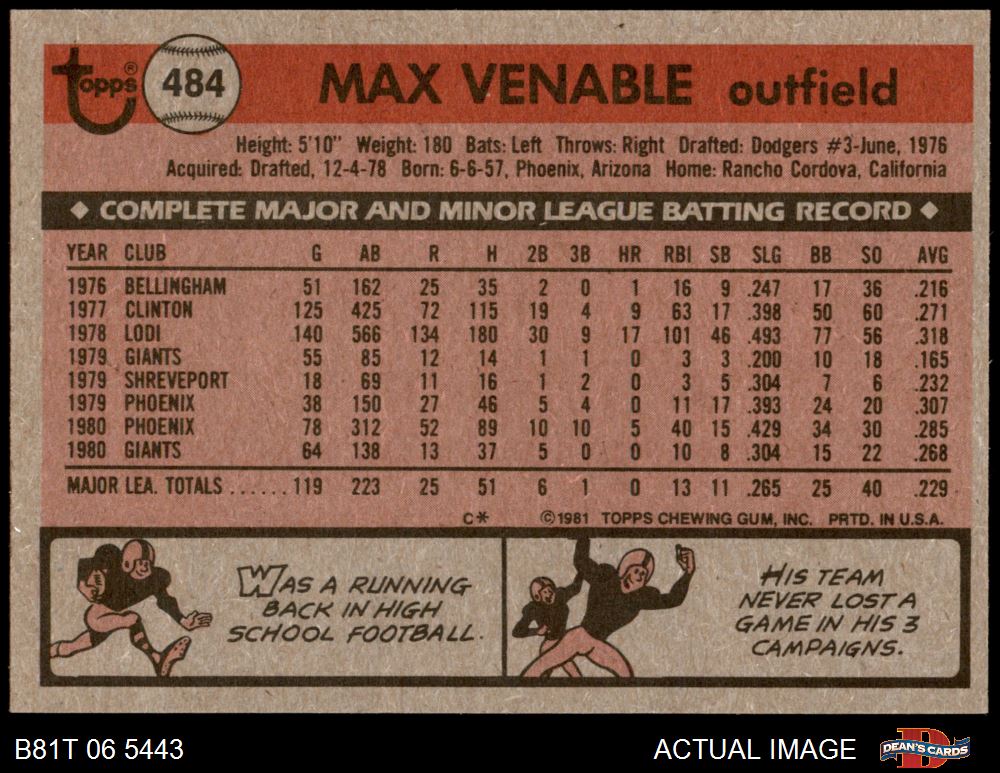 Topps® 484 MAX VENABLE outfield
Height: 5'10" Weight: 180 Bats: Left Throws: Right Drafted: Dodgers #3-June, 1976
Acquired: Drafted, 12-4-78 Born: 6-6-57, Phoenix, Arizona Home: Rancho Cordova, California
◆ COMPLETE MAJOR AND MINOR LEAGUE BATTING RECORD ◆
YEAR CLUB G AB R H 2B 3B HR RBI SB SLG BB SO AVG
1976 BELLINGHAM 51 162 25 35 2 0 1 16 9 .247 17 36 .216
1977 CLINTON 125 425 72 115 19 4 9 63 17 .398 50 60 .271
1978 LODI 140 566 134 180 30 9 17 101 46 .493 77 56 .318
1979 GIANTS 55 85 12 14 1 1 0 3 3 .200 10 18 .165
1979 SHREVEPORT 18 69 11 16 1 2 0 3 5 .304 7 6 .232
1979 PHOENIX 38 150 27 46 5 4 0 11 17 .393 24 20 .307
1980 PHOENIX 78 312 52 89 10 10 5 40 15 .429 34 30 .285
1980 GIANTS 64 138 13 37 5 0 0 10 8 .304 15 22 .268
MAJOR LEA. TOTALS ......119 223 25 51 6 1 0 13 11 .265 25 40 .229
C* ©1981 TOPPS CHEWING GUM, INC. PRTD. IN U.S.A.
WAS A RUNNING
BACK IN HIGH
SCHOOL FOOTBALL.
HIS TEAM
NEVER LOST A
GAME IN HIS 3
CAMPAIGNS.
B81T 06 5443 ACTUAL IMAGE DEAN'S CARDS